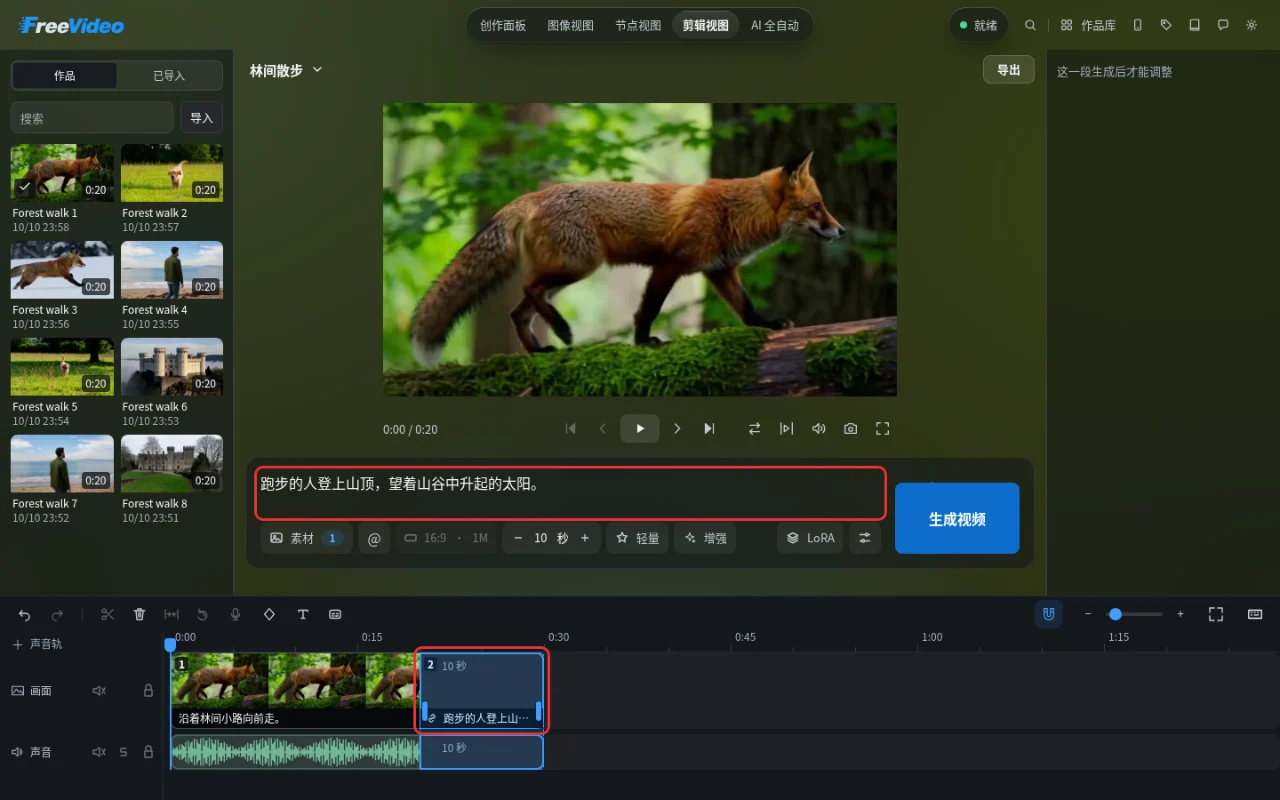 FreeVideo
创作面板
图像视图
节点视图
剪辑视图
AI 全自动
就绪
作品库
作品
已导入
搜索
导入
0:20
Forest walk 1
10/10 23:58
0:20
Forest walk 2
10/10 23:57
0:20
Forest walk 3
10/10 23:56
0:20
Forest walk 4
10/10 23:55
0:20
Forest walk 5
10/10 23:54
0:20
Forest walk 6
10/10 23:53
0:20
Forest walk 7
10/10 23:52
0:20
Forest walk 8
10/10 23:51
林间散步
导出
这一段生成后才能调整
0:00 / 0:20
跑步的人登上山顶，望着山谷中升起的太阳。
素材 1
@
16:9 · 1M
− 10 秒 +
轻量
增强
LoRA
生成视频
声音轨
0:00
0:15
0:30
0:45
1:00
1:15
画面
1
沿着林间小路向前走。
2 10 秒
跑步的人登上山…
声音
S
10 秒